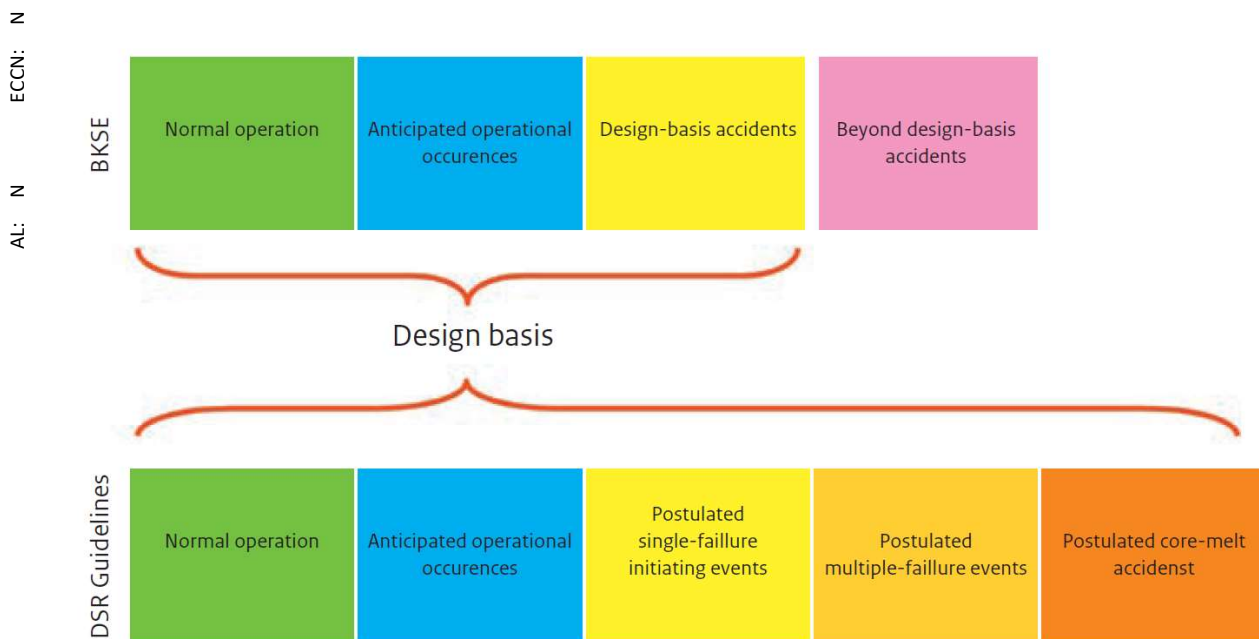 AL: N ECCN: N
BKSE
Normal operation
Anticipated operational
occurences
Design-basis accidents
Beyond design-basis
accidents
Design basis
DSR Guidelines
Normal operation
Anticipated operational
occurences
Postulated
single-faillure
initiating events
Postulated
multiple-faillure events
Postulated core-melt
accidenst